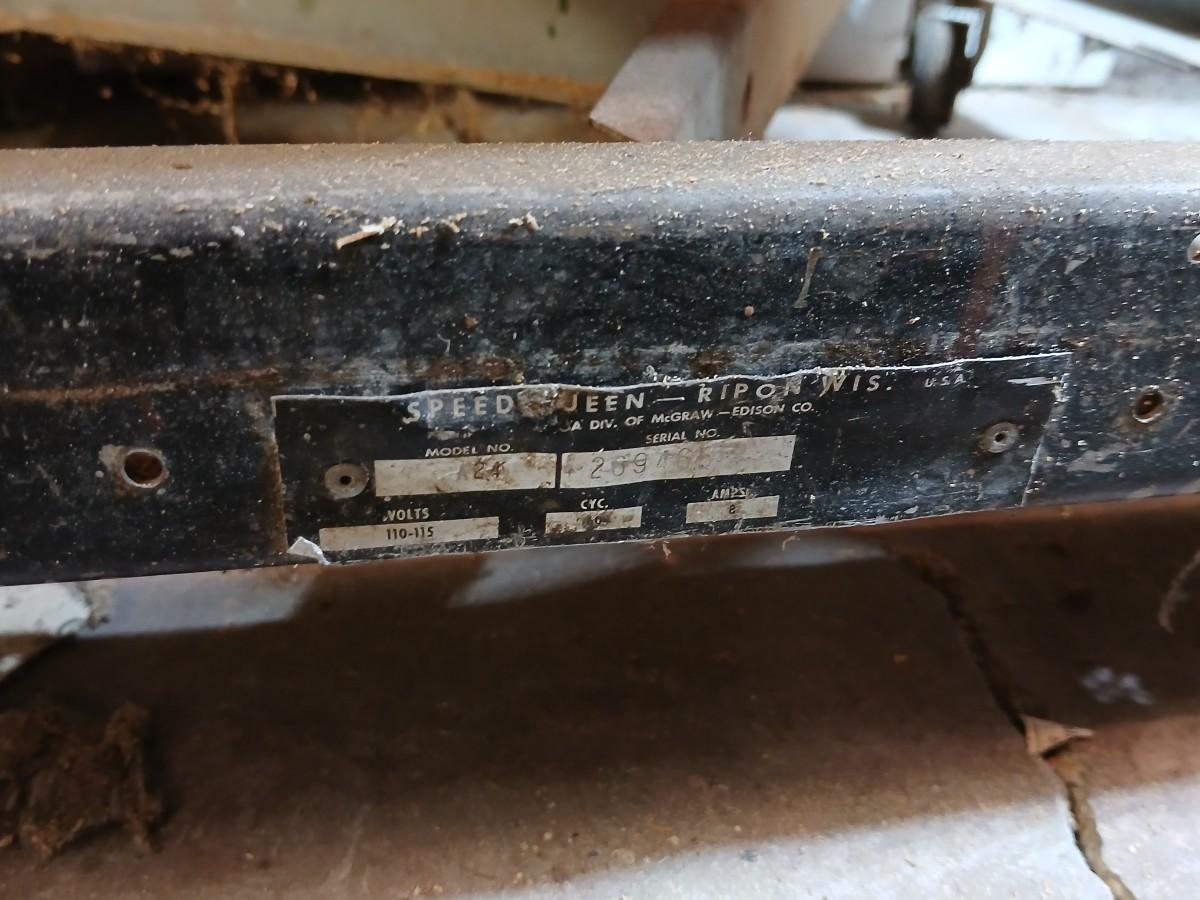 SPEED QUEEN — RIPON WIS. U.S.A.
A DIV. OF McGRAW-EDISON CO.
MODEL NO. SERIAL NO.
VOLTS CYC. AMPS.
110-115 8